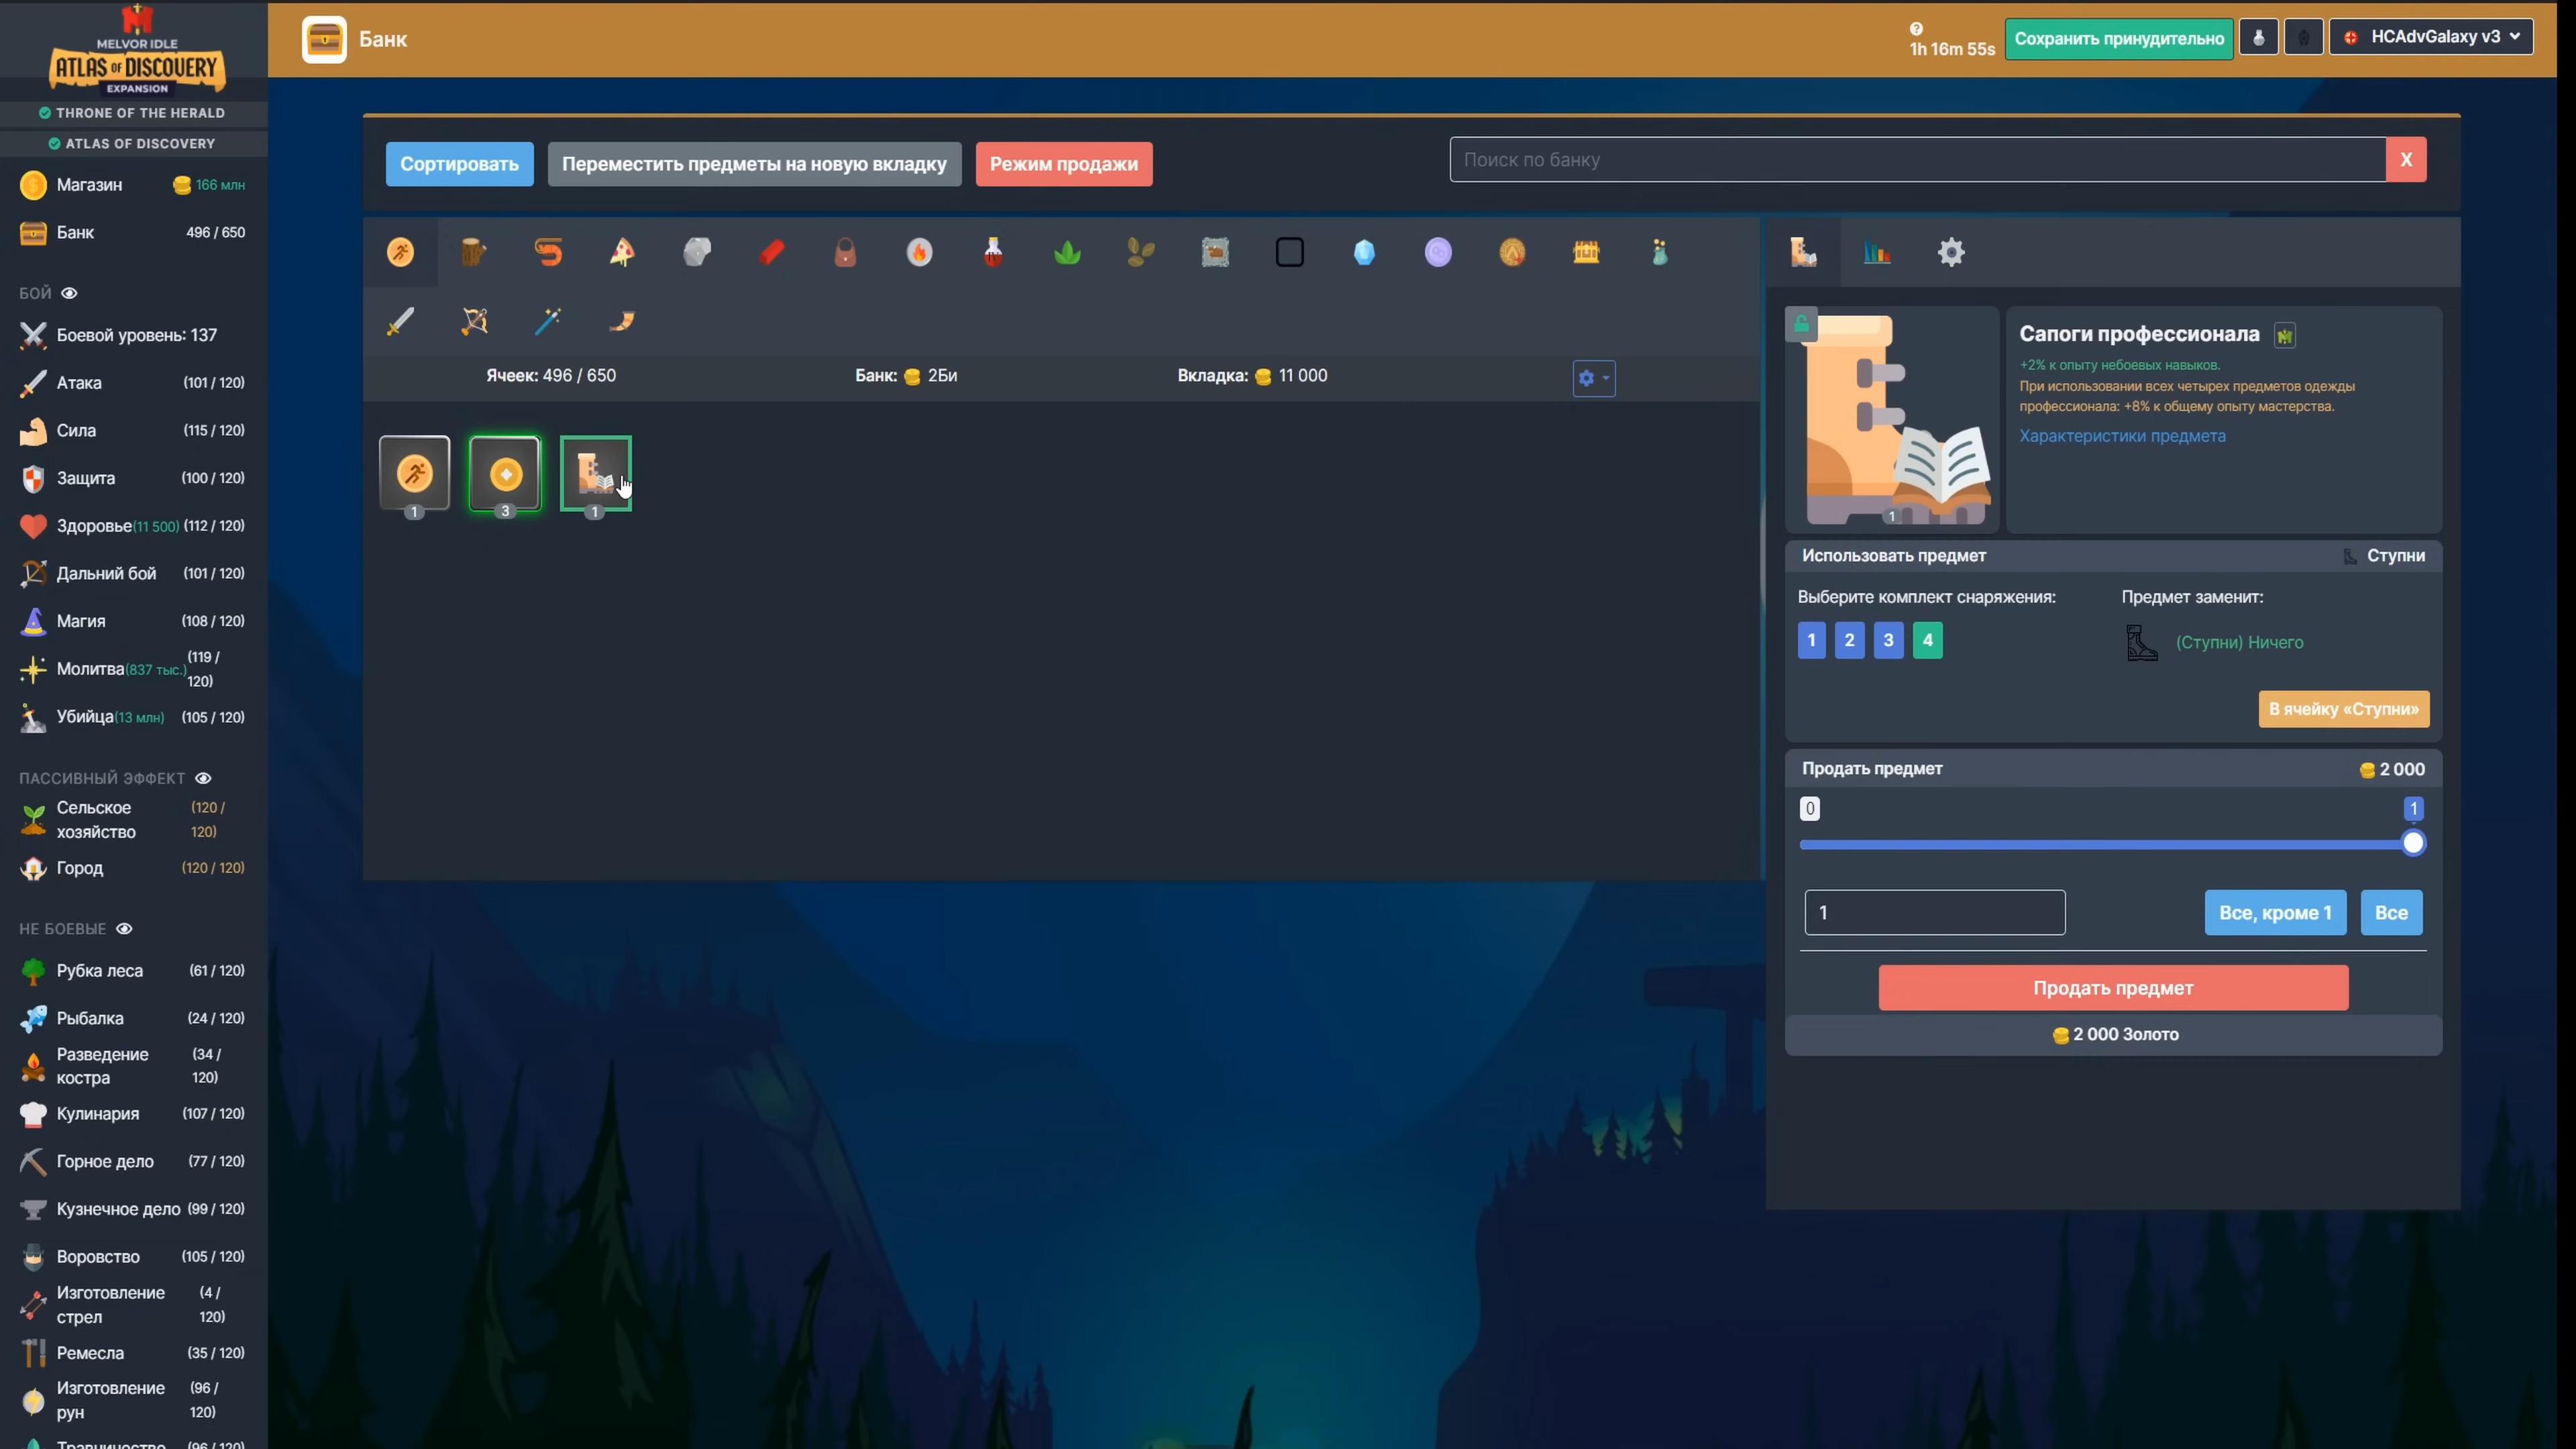 MELVOR IDLE
ATLAS OF DISCOVERY
EXPANSION
THRONE OF THE HERALD
ATLAS OF DISCOVERY
Магазин 166 млн
Банк 496 / 650
БОЙ
Боевой уровень: 137
Атака (101 / 120)
Сила (115 / 120)
Защита (100 / 120)
Здоровье(11 500) (112 / 120)
Дальний бой (101 / 120)
Магия (108 / 120)
Молитва(837 тыс.) (119 /
120)
Убийца(13 млн) (105 / 120)
ПАССИВНЫЙ ЭФФЕКТ
Сельское (120 /
хозяйство 120)
Город (120 / 120)
НЕ БОЕВЫЕ
Рубка леса (61 / 120)
Рыбалка (24 / 120)
Разведение (34 /
костра 120)
Кулинария (107 / 120)
Горное дело (77 / 120)
Кузнечное дело (99 / 120)
Воровство (105 / 120)
Изготовление (4 /
стрел 120)
Ремесла (35 / 120)
Изготовление (96 /
рун 120)
Травничество (96 / 120)
Банк
1h 16m 55s
Сохранить принудительно
HCAdvGalaxy v3
Сортировать
Переместить предметы на новую вкладку
Режим продажи
Поиск по банку
X
Ячеек: 496 / 650
Банк: 2Би
Вкладка: 11 000
1
3
1
Сапоги профессионала
+2% к опыту небоевых навыков.
При использовании всех четырех предметов одежды
профессионала: +8% к общему опыту мастерства.
Характеристики предмета
1
Использовать предмет Ступни
Выберите комплект снаряжения: Предмет заменит:
1 2 3 4 (Ступни) Ничего
В ячейку «Ступни»
Продать предмет 2 000
0 1
1 Все, кроме 1 Все
Продать предмет
2 000 Золото